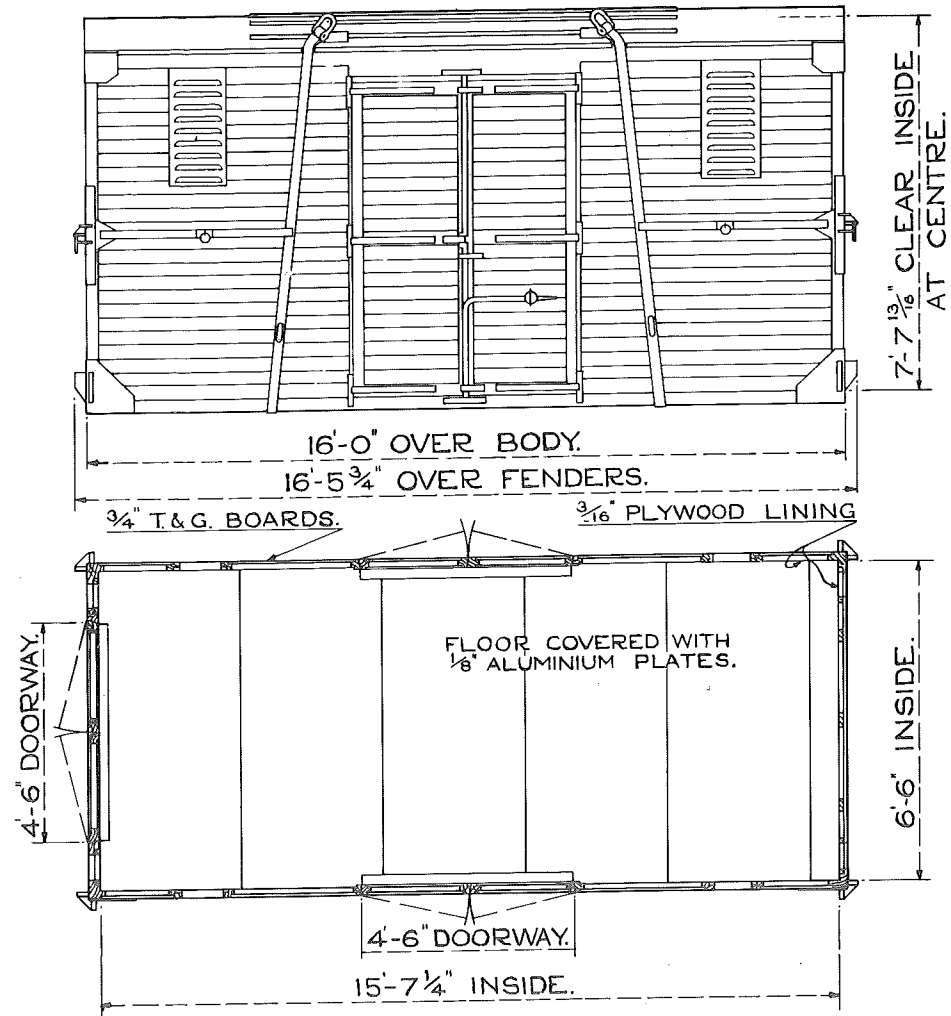 7'-7 13/16" CLEAR INSIDE
AT CENTRE.
16'-0" OVER BODY.
16'-5 3/4" OVER FENDERS.
3/4" T. & G. BOARDS.
3/16" PLYWOOD LINING
FLOOR COVERED WITH
1/8" ALUMINIUM PLATES.
4'-6" DOORWAY.
6'-6" INSIDE.
4'-6" DOORWAY.
15'-7 1/4" INSIDE.